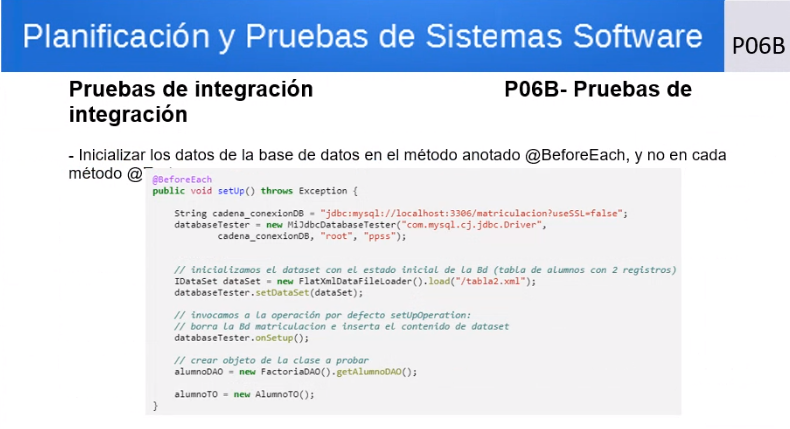 Planificación y Pruebas de Sistemas Software
P06B
Pruebas de integración P06B- Pruebas de
integración
- Inicializar los datos de la base de datos en el método anotado @BeforeEach, y no en cada
método @
@BeforeEach
public void setUp() throws Exception {
String cadena_conexionDB = "jdbc:mysql://localhost:3306/matriculacion?useSSL=false";
databaseTester = new MiJdbcDatabaseTester("com.mysql.cj.jdbc.Driver",
cadena_conexionDB, "root", "ppss");
// inicializamos el dataset con el estado inicial de la Bd (tabla de alumnos con 2 registros)
IDataSet dataSet = new FlatXmlDataFileLoader().load("/tabla2.xml");
databaseTester.setDataSet(dataSet);
// invocamos a la operación por defecto setUpOperation:
// borra la Bd matriculacion e inserta el contenido de dataset
databaseTester.onSetup();
// crear objeto de la clase a probar
alumnoDAO = new FactoriaDAO().getAlumnoDAO();
alumnoTO = new AlumnoTO();
}